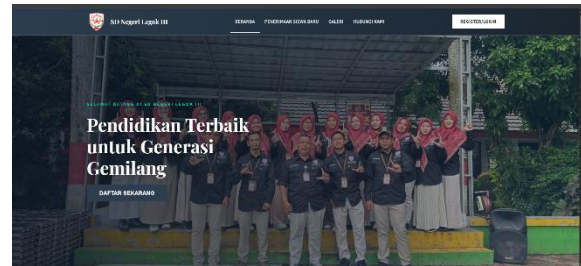 SD Negeri Legok III
BERANDA PENERIMAAN SISWA BARU GALERI HUBUNGI KAMI
REGISTER/LOGIN
SELAMAT DATANG DI SD NEGERI LEGOK III
Pendidikan Terbaik
untuk Generasi
Gemilang
DAFTAR SEKARANG